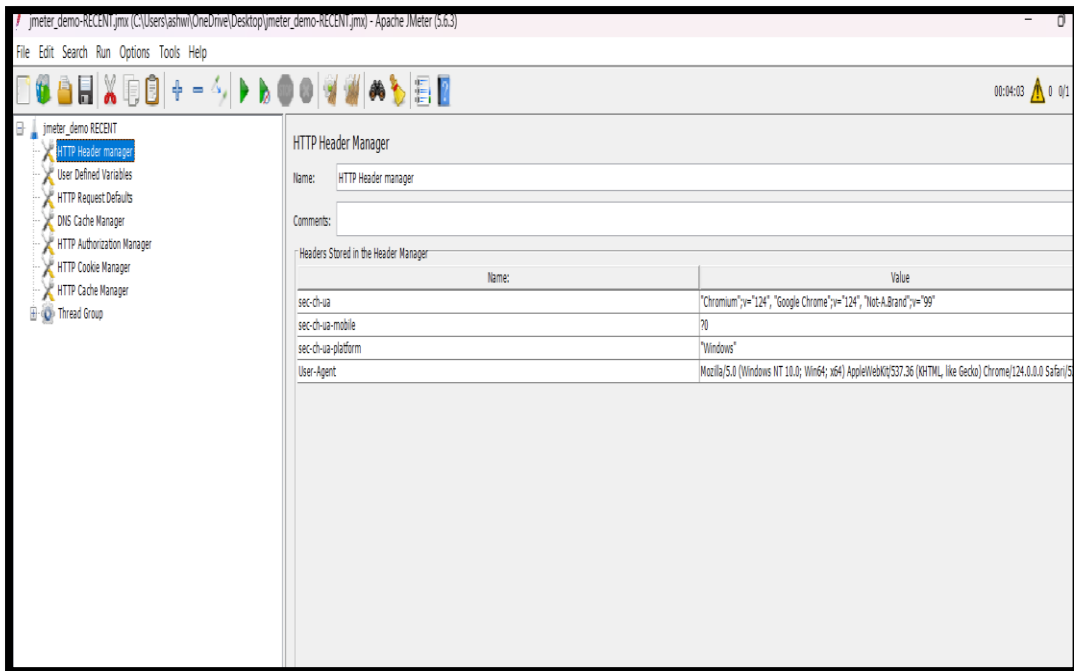 jmeter_demo-RECENT.jmx (C:\Users\ashwi\OneDrive\Desktop\jmeter_demo-RECENT.jmx) - Apache JMeter (5.6.3)
File Edit Search Run Options Tools Help
00:04:03 0 0/1
jmeter_demo RECENT
HTTP Header manager
User Defined Variables
HTTP Request Defaults
DNS Cache Manager
HTTP Authorization Manager
HTTP Cookie Manager
HTTP Cache Manager
Thread Group
HTTP Header Manager
Name: HTTP Header manager
Comments:
Headers Stored in the Header Manager
Name: Value
sec-ch-ua "Chromium";v="124", "Google Chrome";v="124", "Not-A.Brand";v="99"
sec-ch-ua-mobile ?0
sec-ch-ua-platform "Windows"
User-Agent Mozilla/5.0 (Windows NT 10.0; Win64; x64) AppleWebKit/537.36 (KHTML, like Gecko) Chrome/124.0.0.0 Safari/5